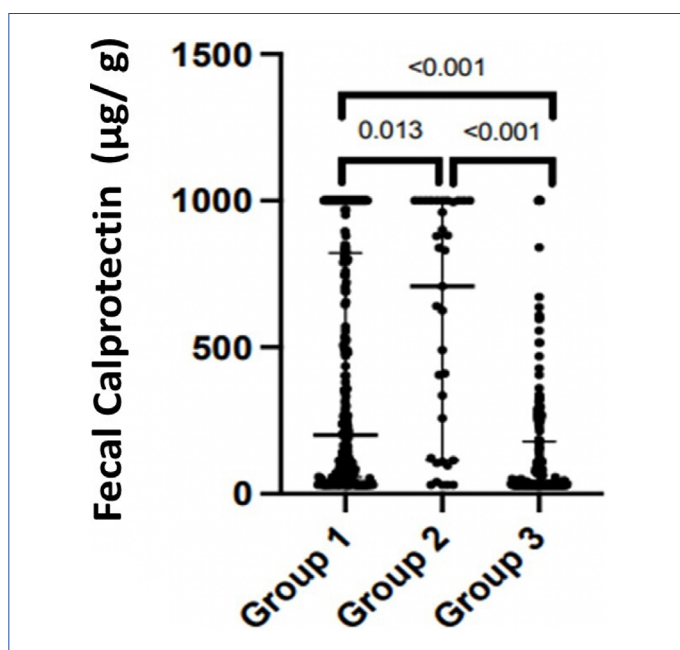 Fecal Calprotectin (µg/ g)
1500
1000
500
0
<0.001
0.013
<0.001
Group 1
Group 2
Group 3